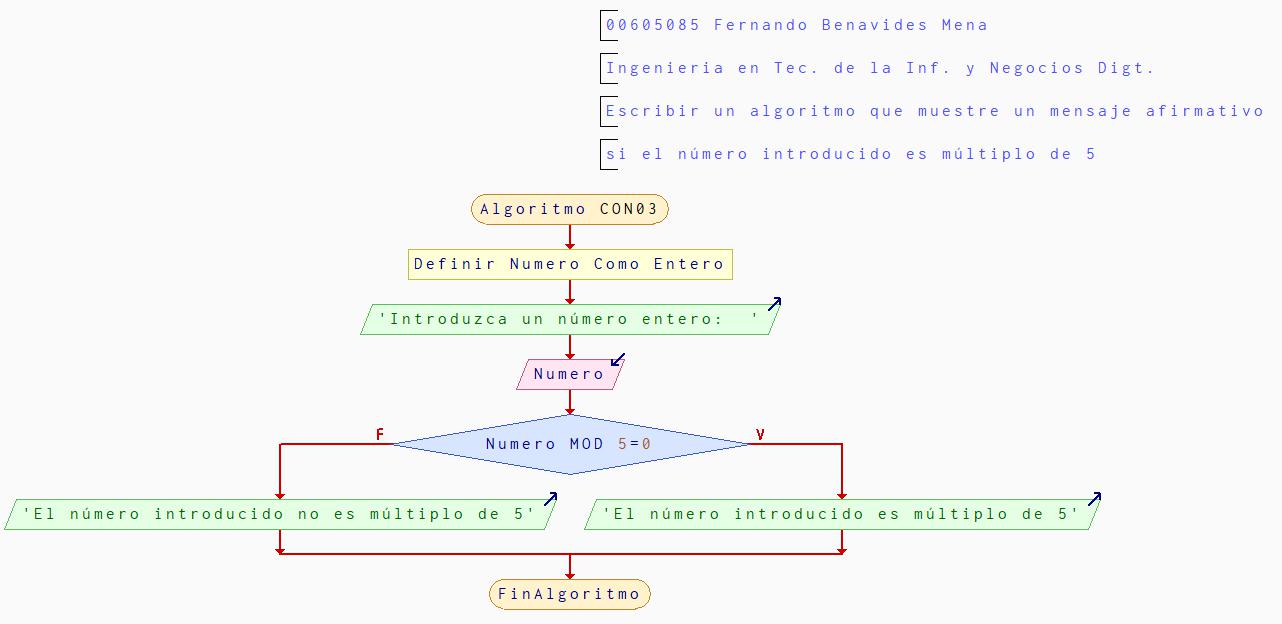 00605085 Fernando Benavides Mena
Ingenieria en Tec. de la Inf. y Negocios Digt.
Escribir un algoritmo que muestre un mensaje afirmativo
si el número introducido es múltiplo de 5
Algoritmo CON03
Definir Numero Como Entero
'Introduzca un número entero:  '
Numero
F
V
Numero MOD 5=0
'El número introducido no es múltiplo de 5'
'El número introducido es múltiplo de 5'
FinAlgoritmo